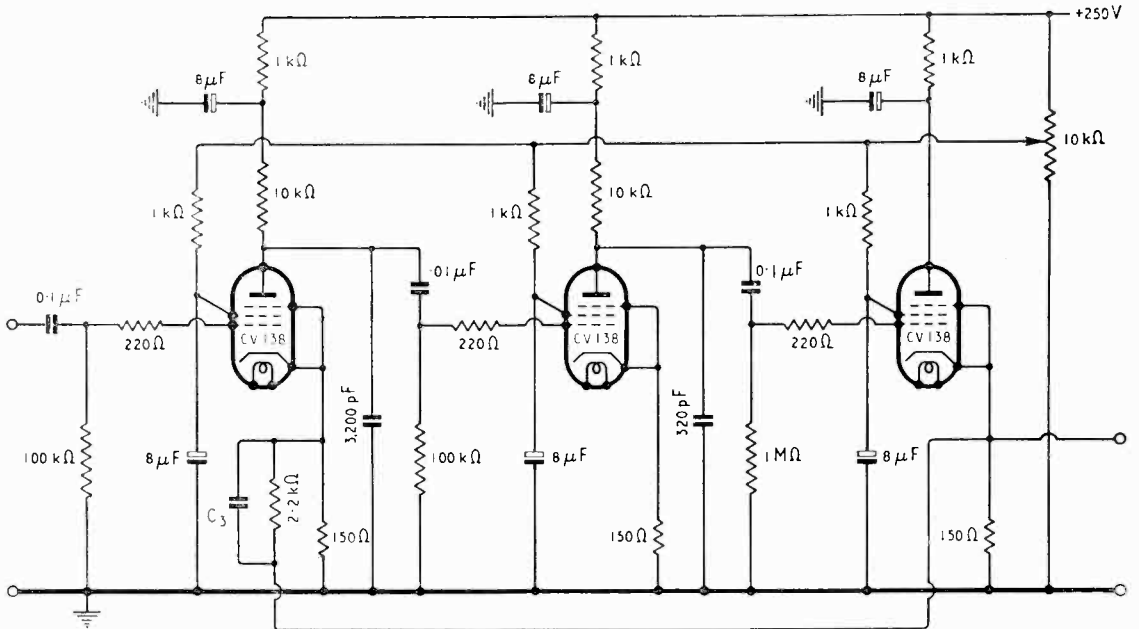 +250V
1kΩ
1kΩ
1kΩ
8μF
8μF
8μF
10kΩ
1kΩ
10kΩ
1kΩ
10kΩ
1kΩ
0·1μF
·01μF
0·1μF
220Ω
CV138
220Ω
CV138
220Ω
CV138
100kΩ
8μF
C3
2·2kΩ
150Ω
3,200pF
100kΩ
8μF
150Ω
320pF
1MΩ
8μF
150Ω